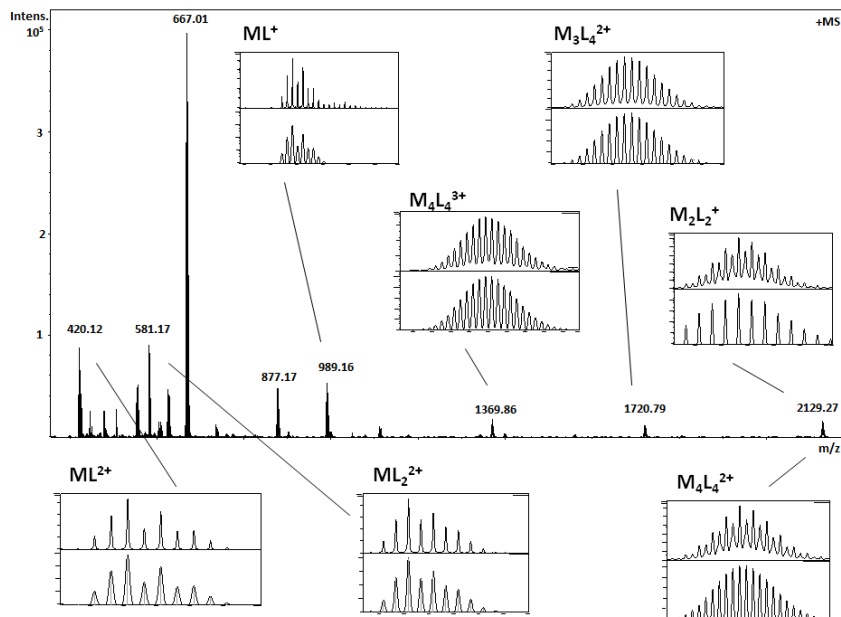 Intens.
10⁵
3
2
1
667.01
+MS
ML⁺
M₃L₄²⁺
M₄L₄³⁺
M₂L₂⁺
420.12
581.17
877.17
989.16
1369.86
1720.79
2129.27
m/z
ML²⁺
ML₂²⁺
M₄L₄²⁺